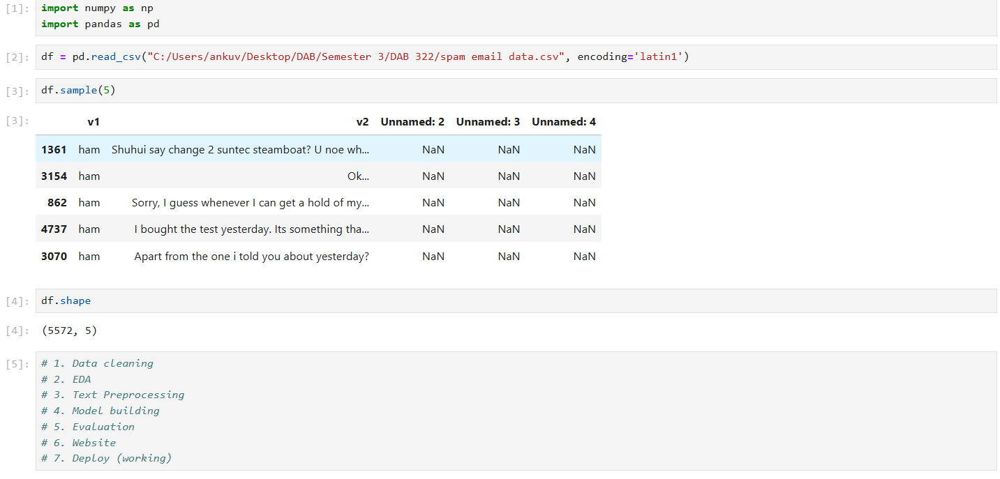 [1]: import numpy as np
import pandas as pd
[2]: df = pd.read_csv("C:/Users/ankuv/Desktop/DAB/Semester 3/DAB 322/spam email data.csv", encoding='latin1')
[3]: df.sample(5)
[3]: v1 v2 Unnamed: 2 Unnamed: 3 Unnamed: 4
1361 ham Shuhui say change 2 suntec steamboat? U noe wh... NaN NaN NaN
3154 ham Ok... NaN NaN NaN
862 ham Sorry, I guess whenever I can get a hold of my... NaN NaN NaN
4737 ham I bought the test yesterday. Its something tha... NaN NaN NaN
3070 ham Apart from the one i told you about yesterday? NaN NaN NaN
[4]: df.shape
[4]: (5572, 5)
[5]: # 1. Data cleaning
# 2. EDA
# 3. Text Preprocessing
# 4. Model building
# 5. Evaluation
# 6. Website
# 7. Deploy (working)